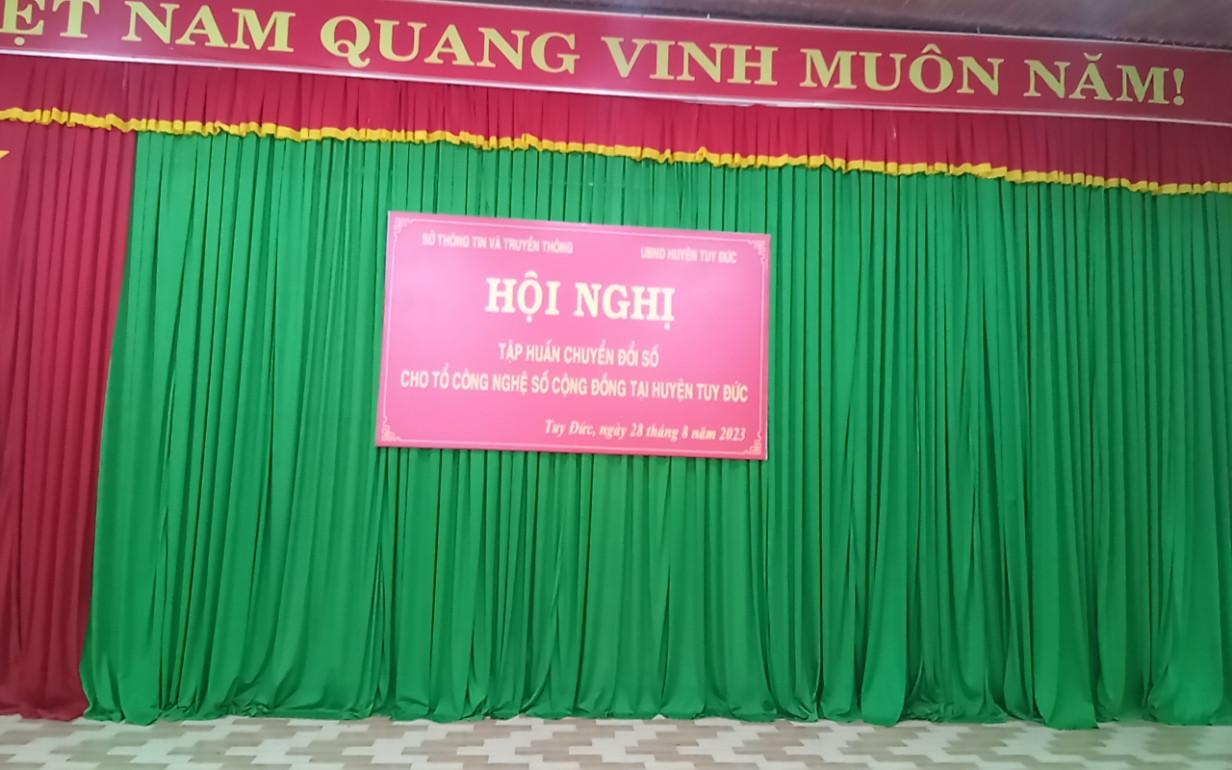 ỆT NAM QUANG VINH MUÔN NĂM!
SỞ THÔNG TIN VÀ TRUYỀN THÔNG
UBND HUYỆN TUY ĐỨC
HỘI NGHỊ
TẬP HUẤN CHUYỂN ĐỔI SỐ
CHO TỔ CÔNG NGHỆ SỐ CỘNG ĐỒNG TẠI HUYỆN TUY ĐỨC
Tuy Đức, ngày 28 tháng 8 năm 2023